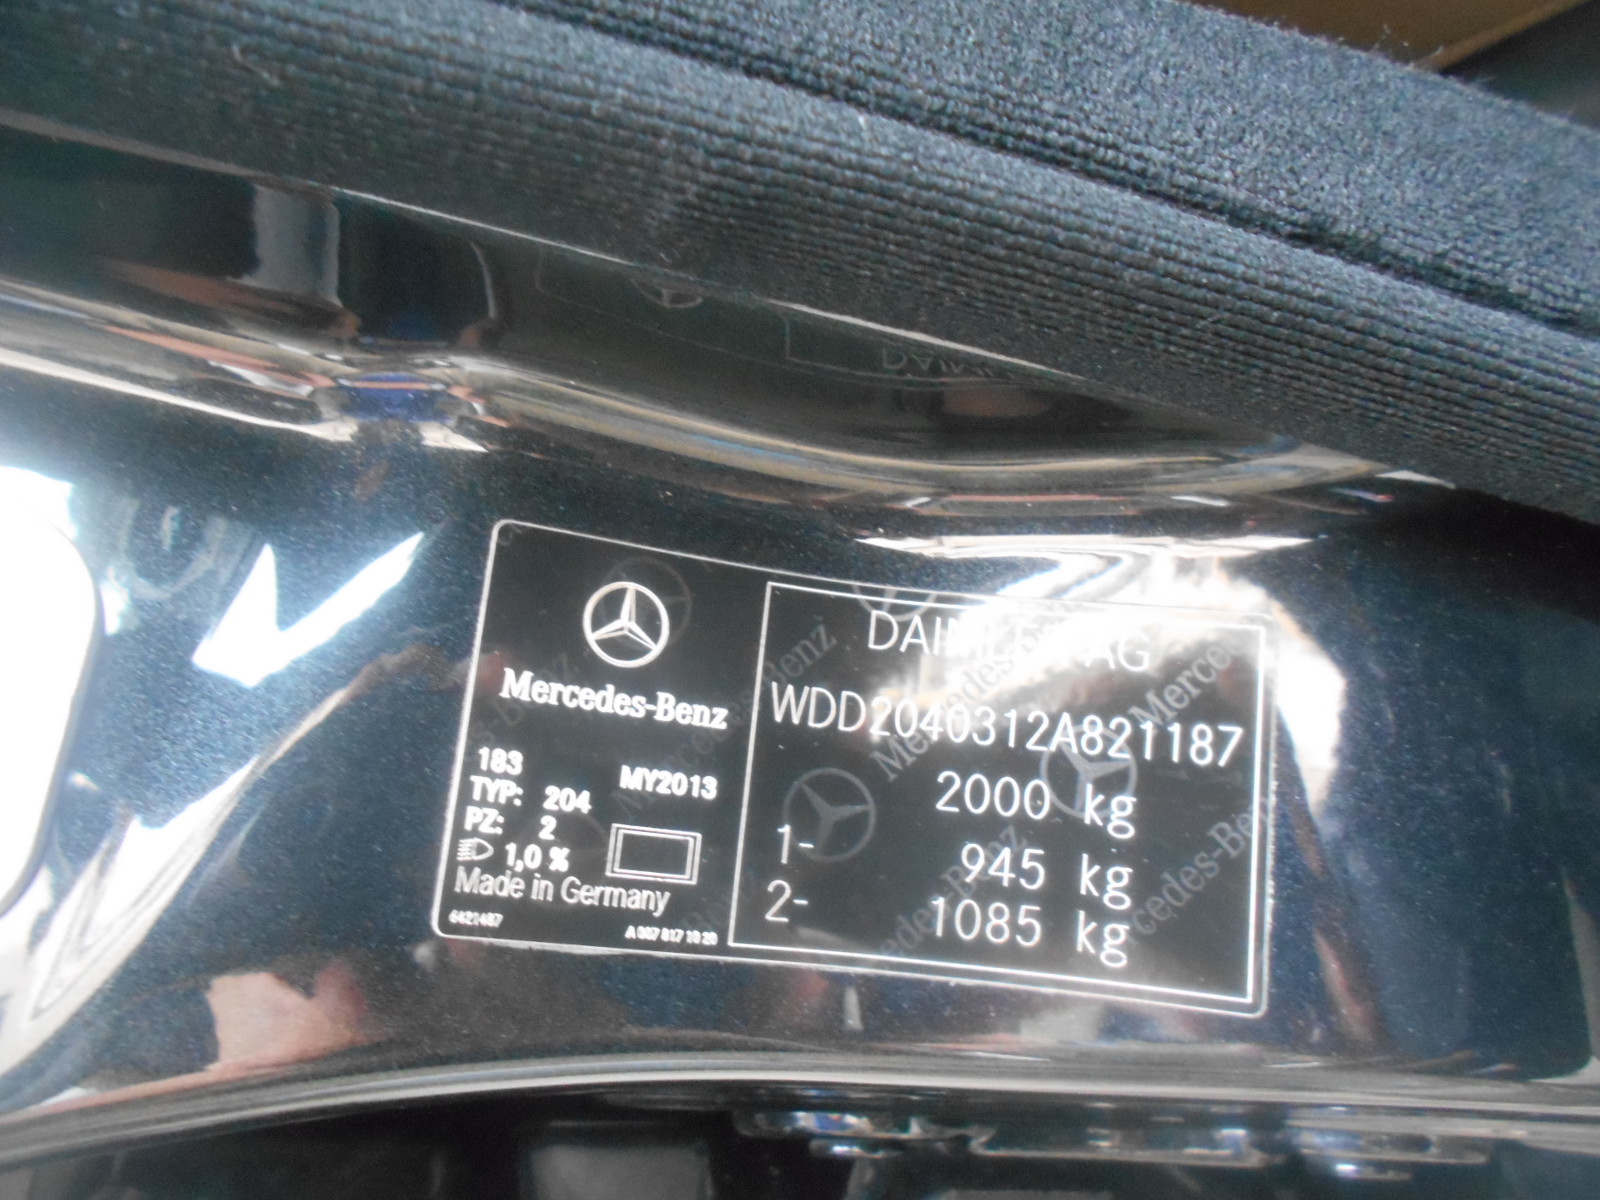 Mercedes-Benz
183
MY2013
TYP: 204
PZ: 2
1,0 %
Made in Germany
6421487
A 007 817 10 20
DAIMLER AG
WDD2040312A821187
2000 kg
1- 945 kg
2- 1085 kg